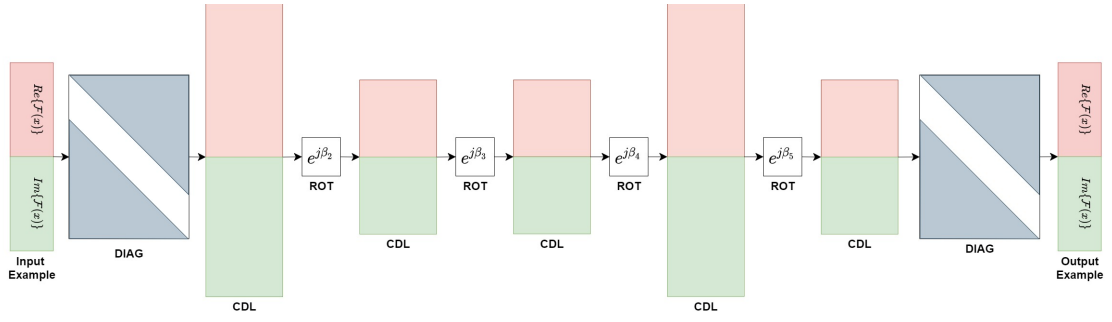 Re{F(x)}
Im{F(x)}
Input
Example
DIAG
CDL
e^{jβ_2}
ROT
CDL
e^{jβ_3}
ROT
CDL
e^{jβ_4}
ROT
CDL
e^{jβ_5}
ROT
CDL
DIAG
Re{F(x)}
Im{F(x)}
Output
Example